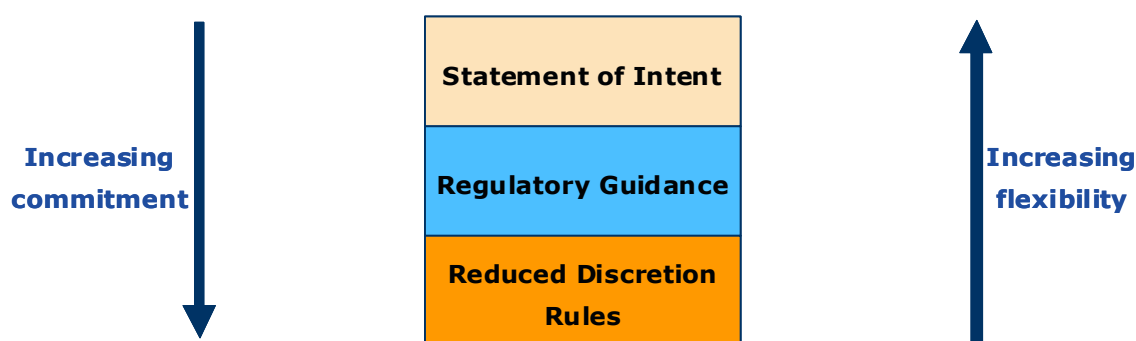 Statement of Intent
Increasing
commitment
Regulatory Guidance
Increasing
flexibility
Reduced Discretion
Rules